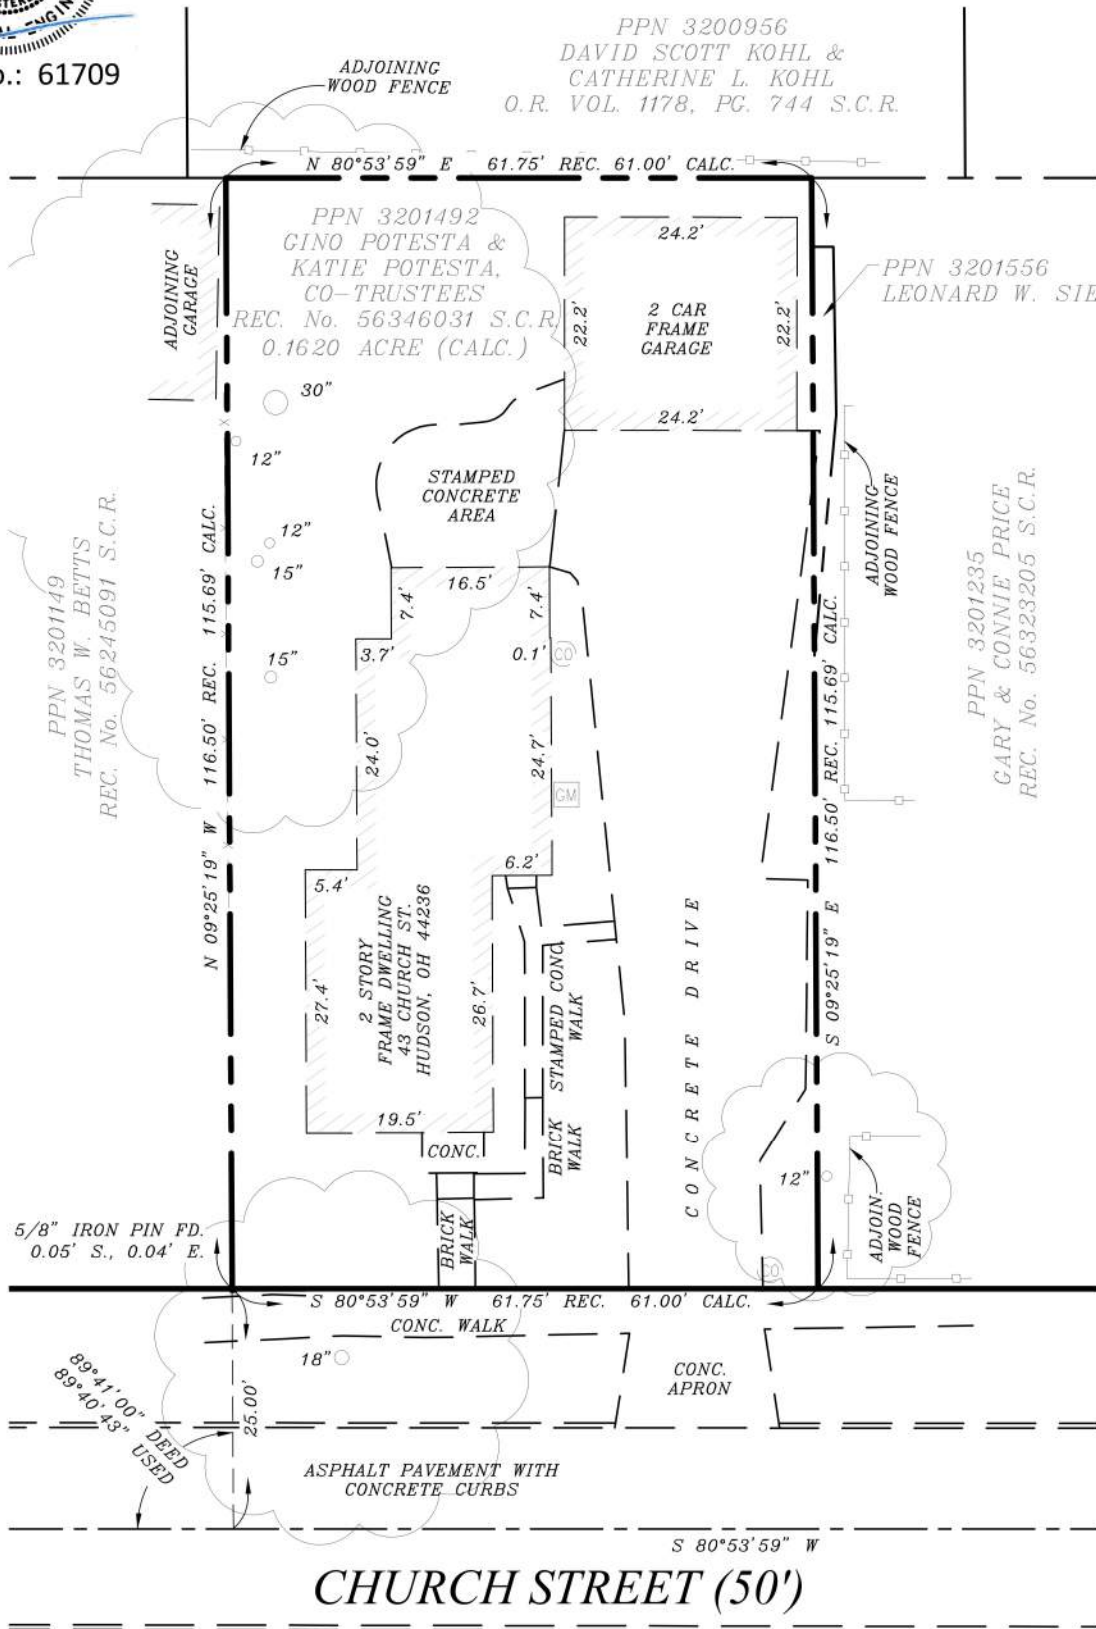 AL ENGIN
.: 61709
PPN 3200956
DAVID SCOTT KOHL &
CATHERINE L. KOHL
O.R. VOL. 1178, PG. 744 S.C.R.
ADJOINING
WOOD FENCE
N 80°53'59" E 61.75' REC. 61.00' CALC.
PPN 3201492
GINO POTESTA &
KATIE POTESTA,
CO-TRUSTEES
REC. No. 56346031 S.C.R.
0.1620 ACRE (CALC.)
ADJOINING
GARAGE
24.2'
22.2'
2 CAR
FRAME
GARAGE
22.2'
24.2'
PPN 3201556
LEONARD W. SIE
30"
12"
12"
15"
15"
STAMPED
CONCRETE
AREA
ADJOINING
WOOD FENCE
PPN 3201149
THOMAS W. BETTS
REC. No. 56245091 S.C.R.
N 09°25'19" W 116.50' REC. 115.69' CALC.
16.5'
7.4'
7.4'
3.7'
0.1'
CO
24.0'
24.7'
GM
6.2'
5.4'
27.4'
2 STORY
FRAME DWELLING
43 CHURCH ST.
HUDSON, OH 44236
26.7'
19.5'
STAMPED CONC.
WALK
BRICK
WALK
CONC.
BRICK
WALK
CONCRETE DRIVE
S 09°25'19" E 116.50' REC. 115.69' CALC.
PPN 3201235
GARY & CONNIE PRICE
REC. No. 56323205 S.C.R.
12"
ADJOIN.
WOOD
FENCE
CO
5/8" IRON PIN FD.
0.05' S., 0.04' E.
S 80°53'59" W 61.75' REC. 61.00' CALC.
CONC. WALK
18"
CONC.
APRON
89°41'00" DEED
89°40'43" USED
25.00'
ASPHALT PAVEMENT WITH
CONCRETE CURBS
S 80°53'59" W
CHURCH STREET (50')